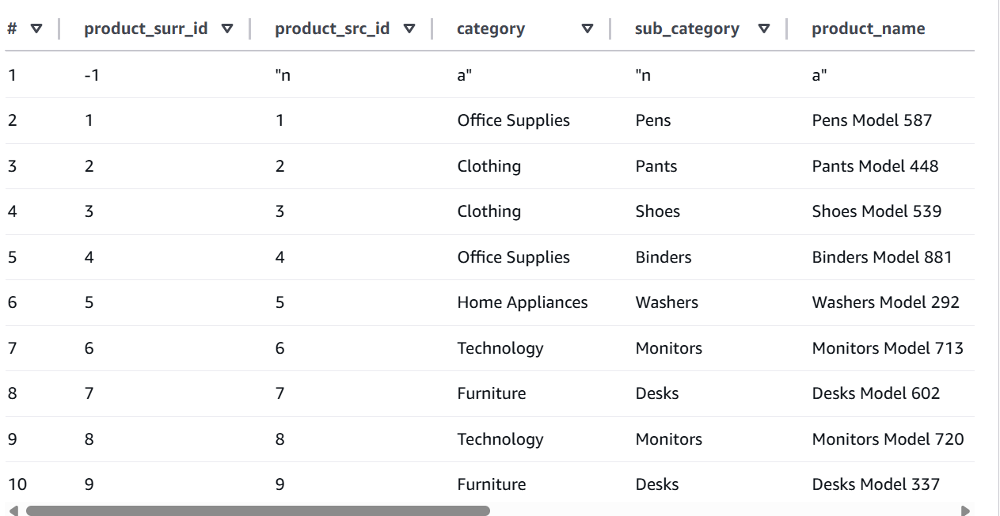 # product_surr_id product_src_id category sub_category product_name
1 -1 "n a" "n a"
2 1 1 Office Supplies Pens Pens Model 587
3 2 2 Clothing Pants Pants Model 448
4 3 3 Clothing Shoes Shoes Model 539
5 4 4 Office Supplies Binders Binders Model 881
6 5 5 Home Appliances Washers Washers Model 292
7 6 6 Technology Monitors Monitors Model 713
8 7 7 Furniture Desks Desks Model 602
9 8 8 Technology Monitors Monitors Model 720
10 9 9 Furniture Desks Desks Model 337